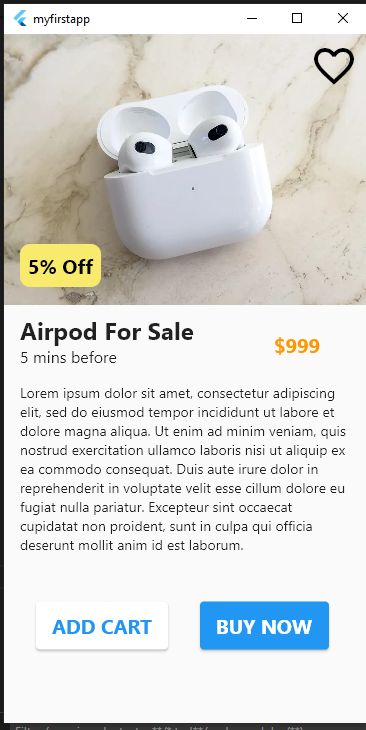 myfirstapp
5% Off
Airpod For Sale
$999
5 mins before
Lorem ipsum dolor sit amet, consectetur adipiscing
elit, sed do eiusmod tempor incididunt ut labore et
dolore magna aliqua. Ut enim ad minim veniam, quis
nostrud exercitation ullamco laboris nisi ut aliquip ex
ea commodo consequat. Duis aute irure dolor in
reprehenderit in voluptate velit esse cillum dolore eu
fugiat nulla pariatur. Excepteur sint occaecat
cupidatat non proident, sunt in culpa qui officia
deserunt mollit anim id est laborum.
ADD CART
BUY NOW